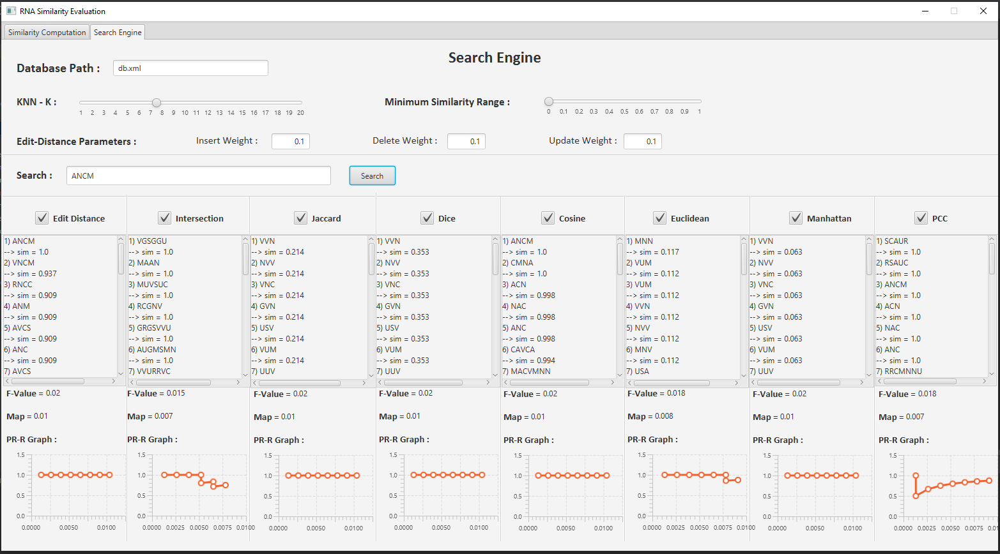 RNA Similarity Evaluation
Similarity Computation Search Engine
Search Engine
Database Path : db.xml
KNN - K :
1 2 3 4 5 6 7 8 9 10 11 12 13 14 15 16 17 18 19 20
Minimum Similarity Range :
0 0.1 0.2 0.3 0.4 0.5 0.6 0.7 0.8 0.9 1
Edit-Distance Parameters : Insert Weight : 0.1 Delete Weight : 0.1 Update Weight : 0.1
Search : ANCM Search
Edit Distance
1) ANCM
--> sim = 1.0
2) VNCM
--> sim = 0.937
3) RNCC
--> sim = 0.909
4) ANM
--> sim = 0.909
5) AVCS
--> sim = 0.909
6) ANC
--> sim = 0.909
7) AVCS
F-Value = 0.02
Map = 0.01
PR-R Graph :
1.5
1.0
0.5
0.0
0.0000 0.0050 0.0100
Intersection
1) VGSGGU
--> sim = 1.0
2) MAAN
--> sim = 1.0
3) MUVSUC
--> sim = 1.0
4) RCGNV
--> sim = 1.0
5) GRGSVVU
--> sim = 1.0
6) AUGMSMN
--> sim = 1.0
7) VVURRVC
F-Value = 0.015
Map = 0.007
PR-R Graph :
1.5
1.0
0.5
0.0
0.0000 0.0025 0.0050 0.0075 0.0100
Jaccard
1) VVN
--> sim = 0.214
2) NVV
--> sim = 0.214
3) VNC
--> sim = 0.214
4) GVN
--> sim = 0.214
5) USV
--> sim = 0.214
6) VUM
--> sim = 0.214
7) UUV
F-Value = 0.02
Map = 0.01
PR-R Graph :
1.5
1.0
0.5
0.0
0.0000 0.0050 0.0100
Dice
1) VVN
--> sim = 0.353
2) NVV
--> sim = 0.353
3) VNC
--> sim = 0.353
4) GVN
--> sim = 0.353
5) USV
--> sim = 0.353
6) VUM
--> sim = 0.353
7) UUV
F-Value = 0.02
Map = 0.01
PR-R Graph :
1.5
1.0
0.5
0.0
0.0000 0.0050 0.0100
Cosine
1) ANCM
--> sim = 1.0
2) CMNA
--> sim = 1.0
3) ACN
--> sim = 0.998
4) NAC
--> sim = 0.998
5) ANC
--> sim = 0.998
6) CAVCA
--> sim = 0.994
7) MACVMNN
F-Value = 0.02
Map = 0.01
PR-R Graph :
1.5
1.0
0.5
0.0
0.0000 0.0050 0.0100
Euclidean
1) MNN
--> sim = 0.117
2) VUM
--> sim = 0.112
3) VUM
--> sim = 0.112
4) VVN
--> sim = 0.112
5) NVV
--> sim = 0.112
6) MNV
--> sim = 0.112
7) USA
F-Value = 0.018
Map = 0.008
PR-R Graph :
1.5
1.0
0.5
0.0
0.0000 0.0025 0.0050 0.0075 0.0100
Manhattan
1) VVN
--> sim = 0.063
2) NVV
--> sim = 0.063
3) VNC
--> sim = 0.063
4) GVN
--> sim = 0.063
5) USV
--> sim = 0.063
6) VUM
--> sim = 0.063
7) UUV
F-Value = 0.02
Map = 0.01
PR-R Graph :
1.5
1.0
0.5
0.0
0.0000 0.0050 0.0100
PCC
1) SCAUR
--> sim = 1.0
2) RSAUC
--> sim = 1.0
3) ANCM
--> sim = 1.0
4) ACN
--> sim = 1.0
5) NAC
--> sim = 1.0
6) ANC
--> sim = 1.0
7) RRCMNNU
F-Value = 0.018
Map = 0.007
PR-R Graph :
1.5
1.0
0.5
0.0
0.0000 0.0025 0.0050 0.0075 0.01